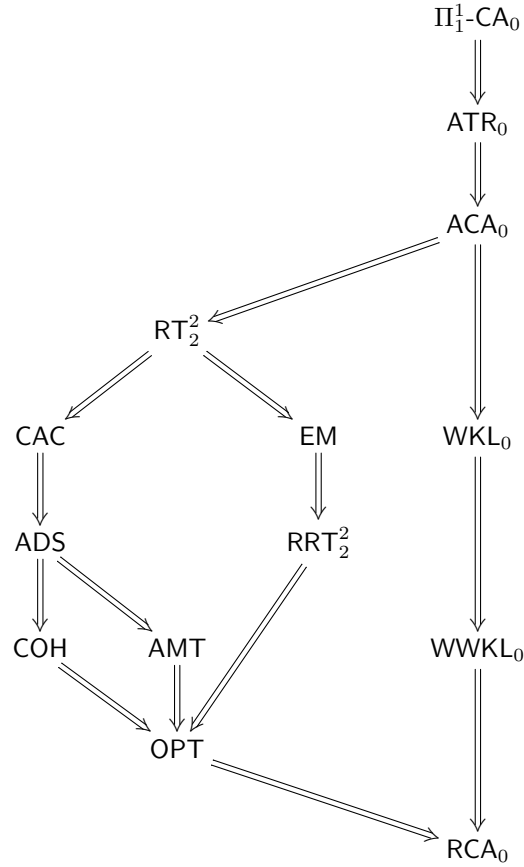 Π¹₁-CA₀
ATR₀
ACA₀
RT²₂
CAC EM WKL₀
ADS RRT²₂
COH AMT WWKL₀
OPT
RCA₀